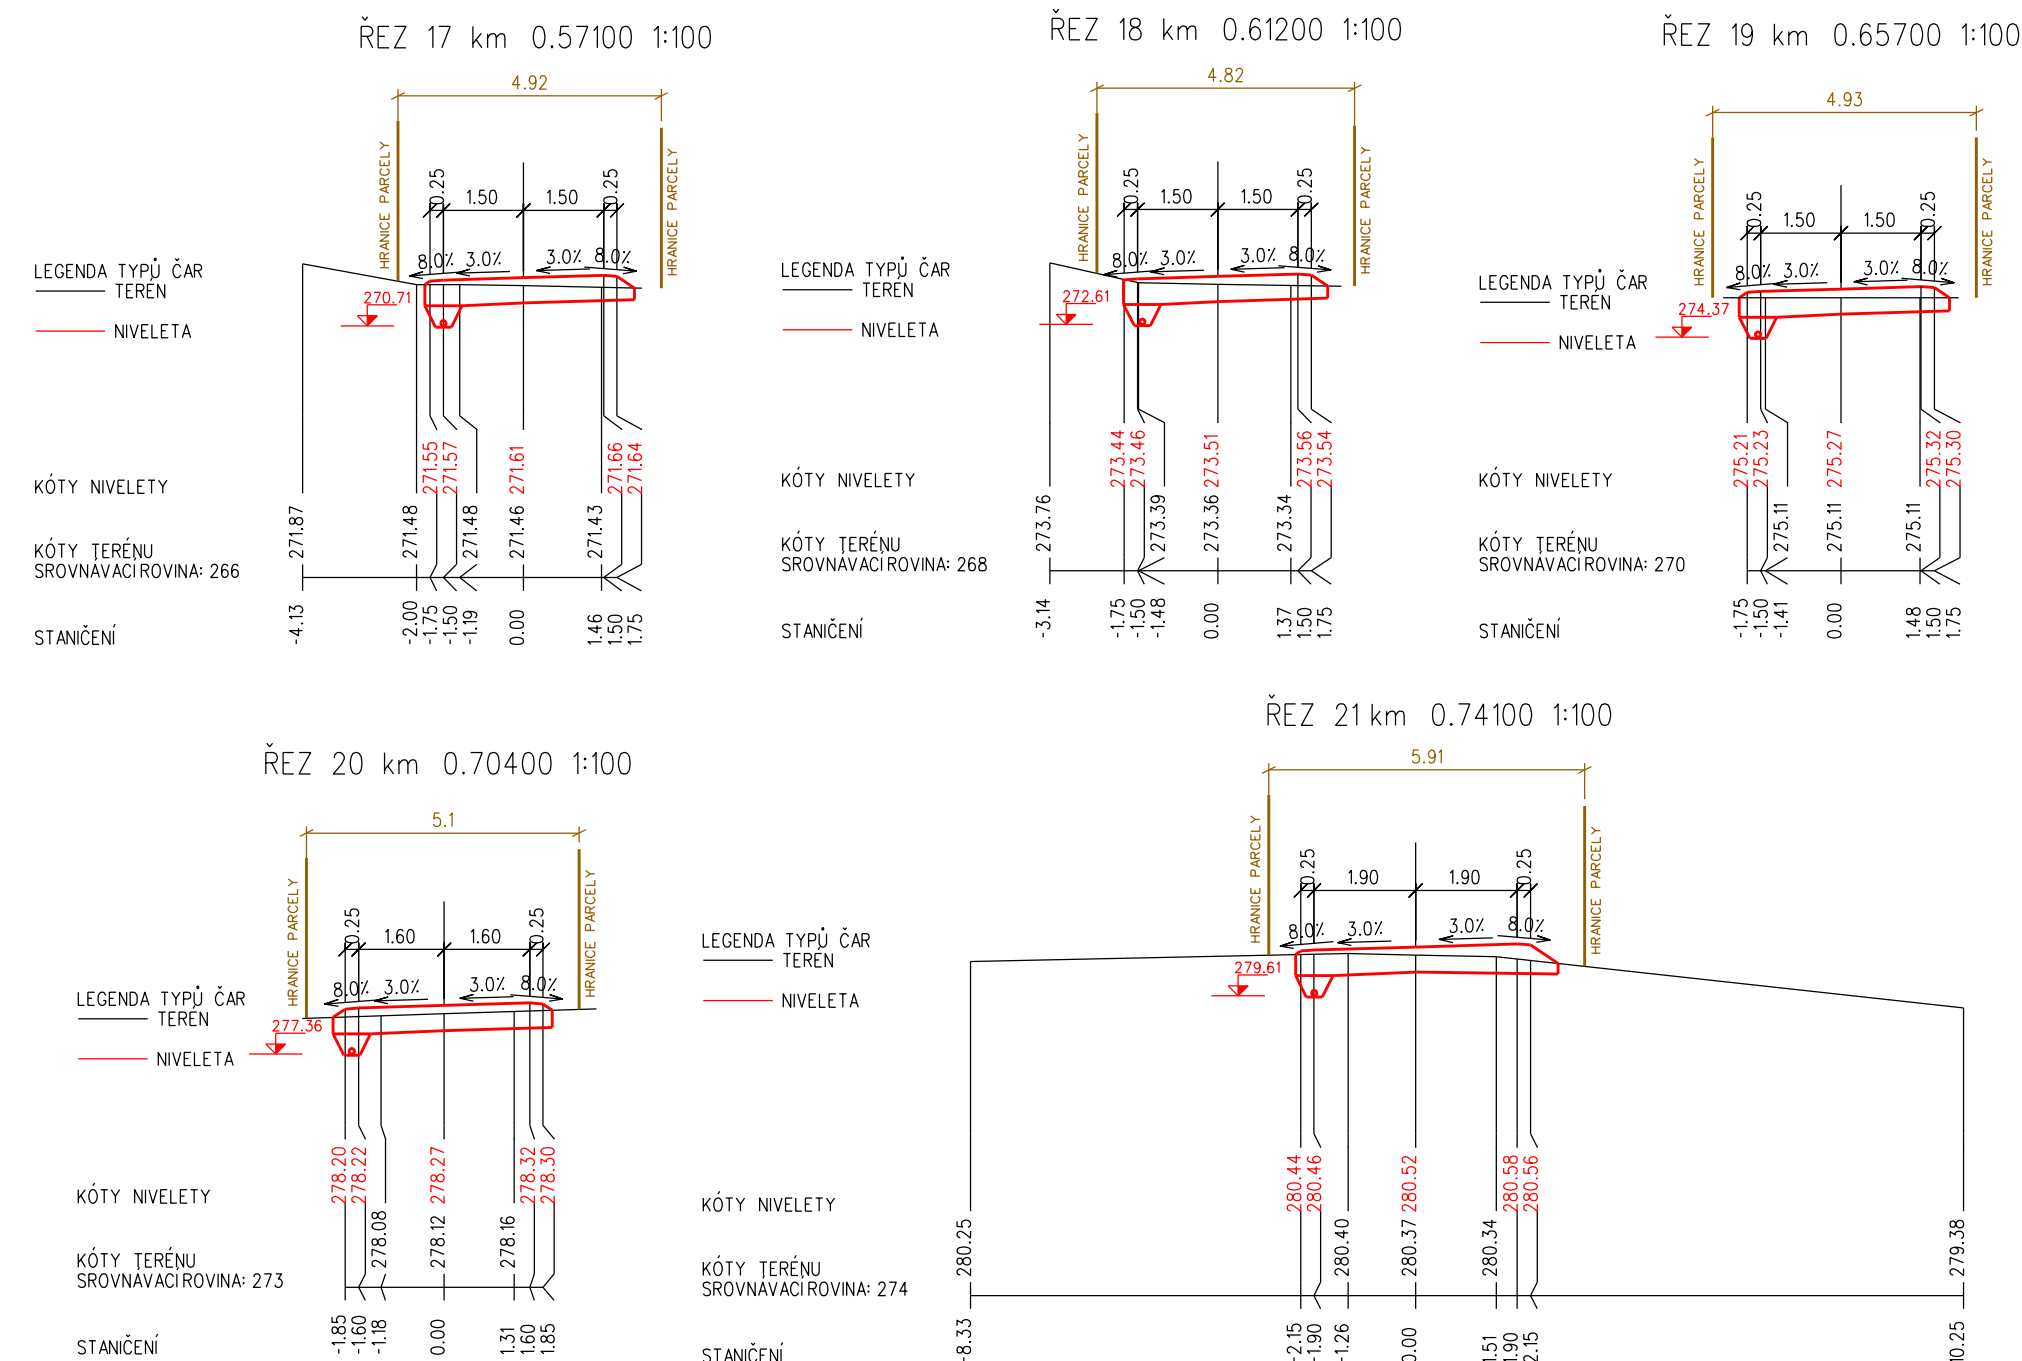 ŘEZ 17 km 0.57100 1:100
4.92
HRANICE PARCELY
HRANICE PARCELY
0.25
1.50
1.50
0.25
8.0%
3.0%
3.0%
8.0%
LEGENDA TYPŮ ČAR
TERÉN
NIVELETA
270.71
KÓTY NIVELETY
271.55
271.57
271.61
271.66
271.64
KÓTY TERÉNU
271.87
271.48
271.48
271.46
271.43
SROVNÁVACÍ ROVINA: 266
STANIČENÍ
-4.13
-2.00
-1.75
-1.50
-1.19
0.00
1.46
1.50
1.75
ŘEZ 18 km 0.61200 1:100
4.82
HRANICE PARCELY
HRANICE PARCELY
0.25
1.50
1.50
0.25
8.0%
3.0%
3.0%
8.0%
LEGENDA TYPŮ ČAR
TERÉN
NIVELETA
272.61
KÓTY NIVELETY
273.44
273.46
273.51
273.56
273.54
KÓTY TERÉNU
273.76
273.39
273.36
273.34
SROVNÁVACÍ ROVINA: 268
STANIČENÍ
-3.14
-1.75
-1.50
-1.48
0.00
1.37
1.50
1.75
ŘEZ 19 km 0.65700 1:100
4.93
HRANICE PARCELY
HRANICE PARCELY
0.25
1.50
1.50
0.25
8.0%
3.0%
3.0%
8.0%
LEGENDA TYPŮ ČAR
TERÉN
NIVELETA
274.37
KÓTY NIVELETY
275.21
275.23
275.27
275.32
275.30
KÓTY TERÉNU
275.11
275.11
275.11
SROVNÁVACÍ ROVINA: 270
STANIČENÍ
-1.75
-1.50
-1.41
0.00
1.48
1.50
1.75
ŘEZ 20 km 0.70400 1:100
5.1
HRANICE PARCELY
HRANICE PARCELY
0.25
1.60
1.60
0.25
8.0%
3.0%
3.0%
8.0%
LEGENDA TYPŮ ČAR
TERÉN
NIVELETA
277.36
KÓTY NIVELETY
278.20
278.22
278.27
278.32
278.30
KÓTY TERÉNU
278.08
278.12
278.16
SROVNÁVACÍ ROVINA: 273
STANIČENÍ
-1.85
-1.60
-1.18
0.00
1.31
1.60
1.85
ŘEZ 21 km 0.74100 1:100
5.91
HRANICE PARCELY
HRANICE PARCELY
0.25
1.90
1.90
0.25
8.0%
3.0%
3.0%
8.0%
LEGENDA TYPŮ ČAR
TERÉN
NIVELETA
279.61
KÓTY NIVELETY
280.44
280.46
280.52
280.58
280.56
KÓTY TERÉNU
280.25
280.40
280.37
280.34
279.38
SROVNÁVACÍ ROVINA: 274
STANIČENÍ
-8.33
-2.15
-1.90
-1.26
0.00
1.51
1.90
2.15
10.25